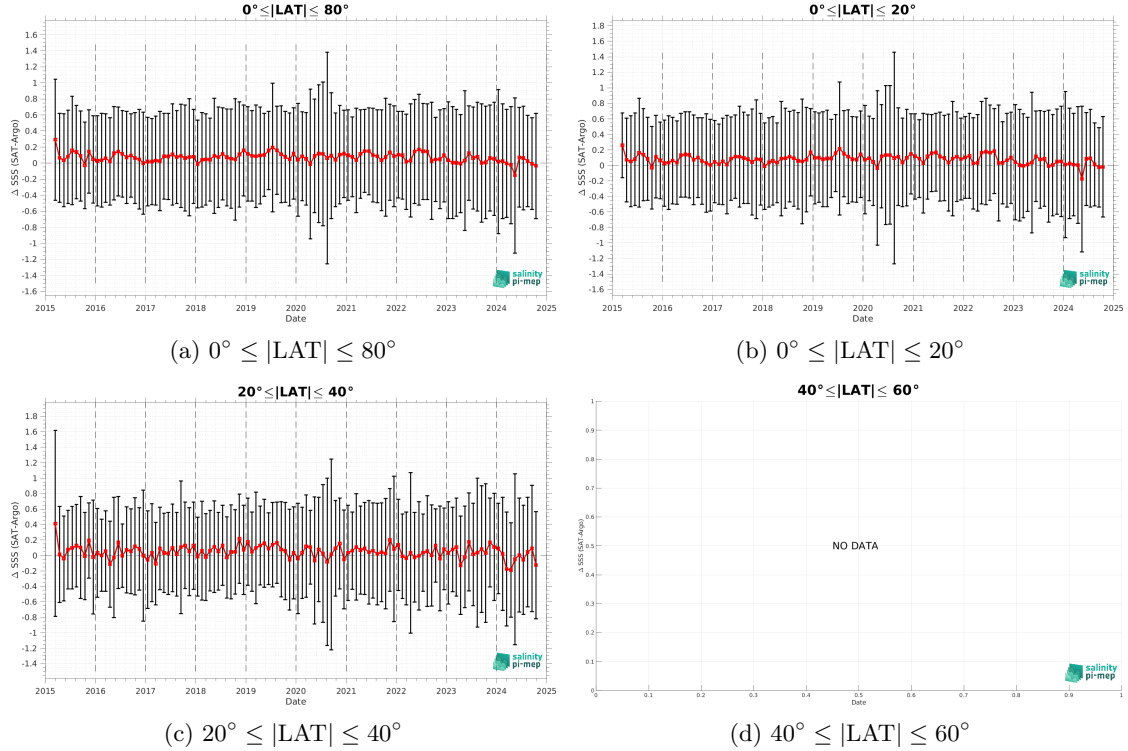 0°≤|LAT|≤ 80°
Δ SSS (SAT-Argo)
1.6
1.4
1.2
1
0.8
0.6
0.4
0.2
0
-0.2
-0.4
-0.6
-0.8
-1
-1.2
-1.4
-1.6
2015 2016 2017 2018 2019 2020 2021 2022 2023 2024 2025
Date
salinity
pi-mep
(a) 0° ≤ |LAT| ≤ 80°
0°≤|LAT|≤ 20°
Δ SSS (SAT-Argo)
1.8
1.6
1.4
1.2
1
0.8
0.6
0.4
0.2
0
-0.2
-0.4
-0.6
-0.8
-1
-1.2
-1.4
-1.6
2015 2016 2017 2018 2019 2020 2021 2022 2023 2024 2025
Date
salinity
pi-mep
(b) 0° ≤ |LAT| ≤ 20°
20°≤|LAT|≤ 40°
Δ SSS (SAT-Argo)
1.8
1.6
1.4
1.2
1
0.8
0.6
0.4
0.2
0
-0.2
-0.4
-0.6
-0.8
-1
-1.2
-1.4
2015 2016 2017 2018 2019 2020 2021 2022 2023 2024 2025
Date
salinity
pi-mep
(c) 20° ≤ |LAT| ≤ 40°
40°≤|LAT|≤ 60°
Δ SSS (SAT-Argo)
1
0.9
0.8
0.7
0.6
0.5
0.4
0.3
0.2
0.1
0
NO DATA
0 0.1 0.2 0.3 0.4 0.5 0.6 0.7 0.8 0.9 1
Date
salinity
pi-mep
(d) 40° ≤ |LAT| ≤ 60°